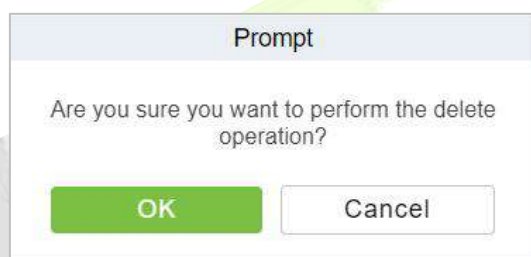 Prompt
Are you sure you want to perform the delete
operation?
OK
Cancel